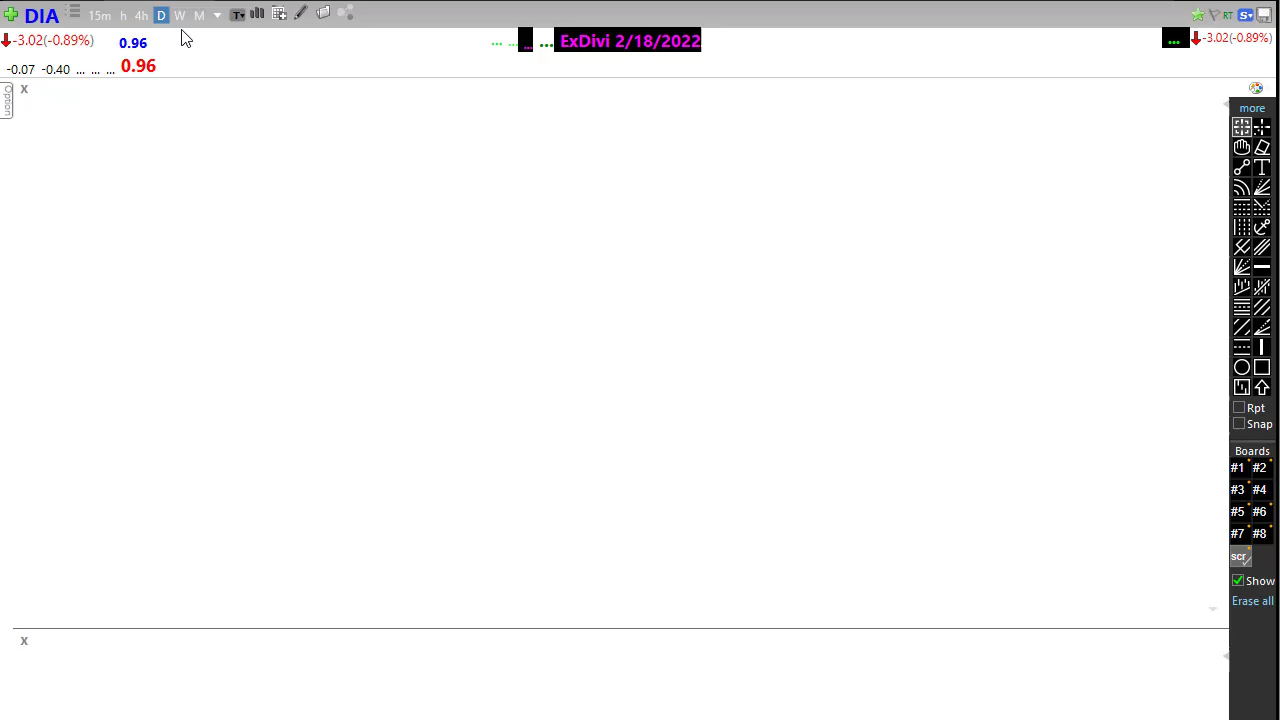 DIA 15m h 4h D W M T RT S
-3.02(-0.89%) 0.96 ... ... ... ... ExDivi 2/18/2022 ... -3.02(-0.89%)
-0.07 -0.40 ... ... ... 0.96
Option
X
more
T
Rpt
Snap
Boards
#1 #2
#3 #4
#5 #6
#7 #8
scr
Show
Erase all
X